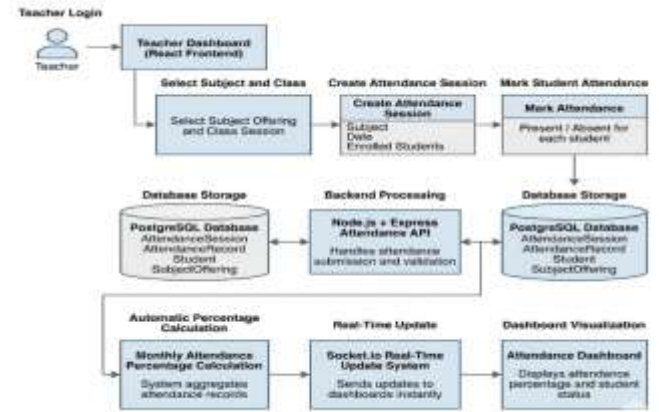 Teacher Login
Teacher
Teacher Dashboard
(React Frontend)
Select Subject and Class
Create Attendance Session
Mark Student Attendance
Select Subject Offering
and Class Session
Create Attendance
Session
Subject
Date
Enrolled Students
Mark Attendance
Present / Absent for
each student
Database Storage
Backend Processing
Database Storage
PostgreSQL Database
AttendanceSession
AttendanceRecord
Student
SubjectOffering
Node.js + Express
Attendance API
Handles attendance
submission and validation
PostgreSQL Database
AttendanceSession
AttendanceRecord
Student
SubjectOffering
Automatic Percentage
Calculation
Real-Time Update
Dashboard Visualization
Monthly Attendance
Percentage Calculation
System aggregates
attendance records
Socket.io Real-Time
Update System
Sends updates to
dashboards instantly
Attendance Dashboard
Displays attendance
percentage and student
status